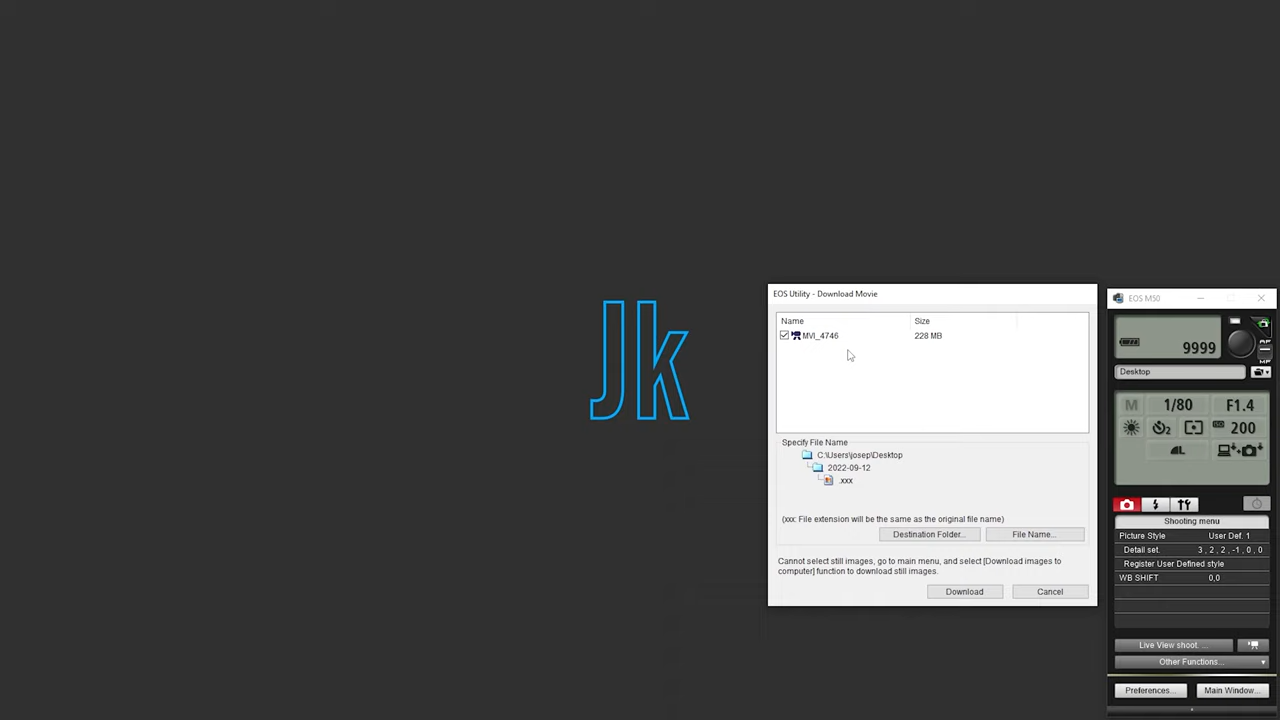 Jk
EOS Utility - Download Movie
Name Size
MVI_4746 228 MB
Specify File Name
C:\Users\josep\Desktop
2022-09-12
.xxx
(xxx: File extension will be the same as the original file name)
Destination Folder... File Name...
Cannot select still images, go to main menu, and select [Download images to
computer] function to download still images.
Download Cancel
EOS M50
9999
AF
MF
Desktop
M 1/80 F1.4
2 ISO 200
L
Shooting menu
Picture Style User Def. 1
Detail set. 3 , 2 , 2 , -1 , 0 , 0
Register User Defined style
WB SHIFT 0,0
Live View shoot. ...
Other Functions...
Preferences... Main Window...